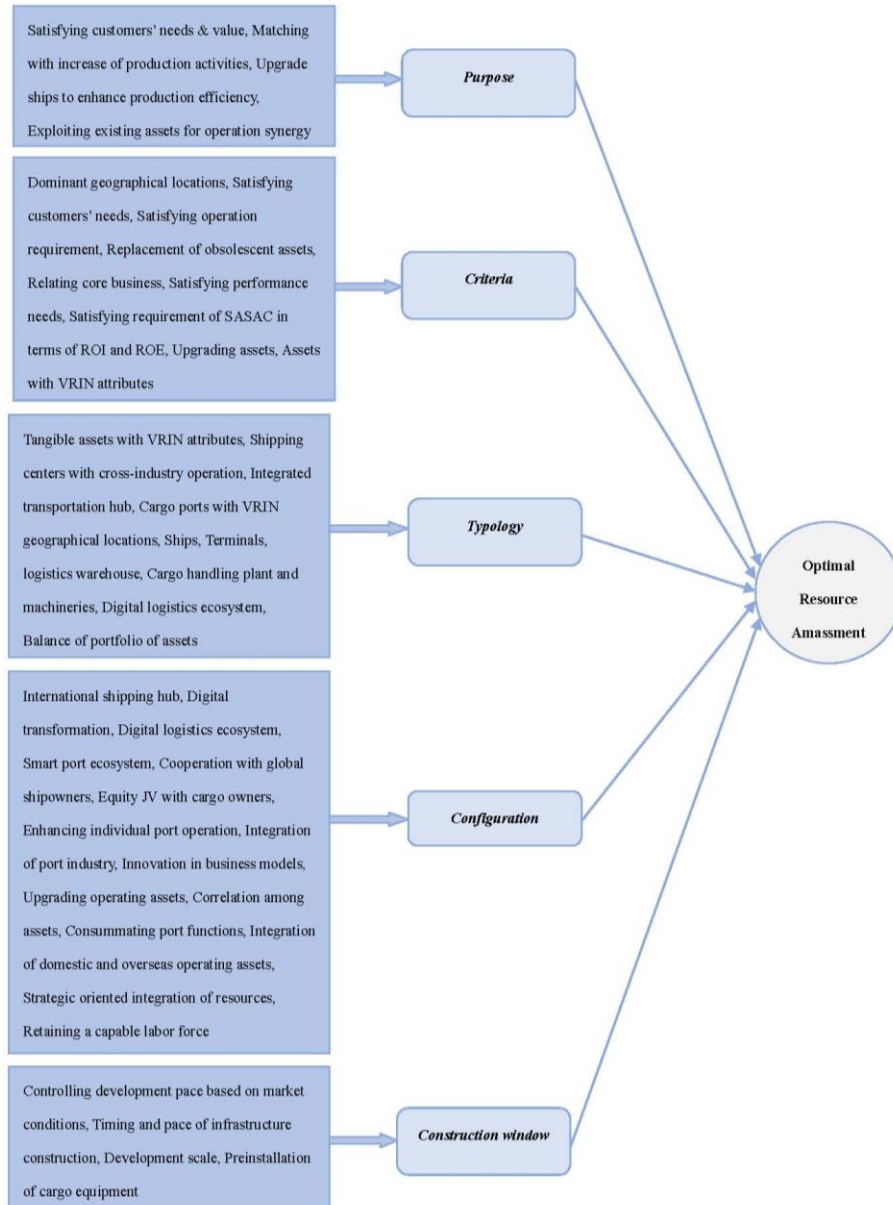 Satisfying customers' needs & value, Matching
with increase of production activities, Upgrade
ships to enhance production efficiency,
Exploiting existing assets for operation synergy
Purpose
Dominant geographical locations, Satisfying
customers' needs, Satisfying operation
requirement, Replacement of obsolescent assets,
Relating core business, Satisfying performance
needs, Satisfying requirement of SASAC in
terms of ROI and ROE, Upgrading assets, Assets
with VRIN attributes
Criteria
Tangible assets with VRIN attributes, Shipping
centers with cross-industry operation, Integrated
transportation hub, Cargo ports with VRIN
geographical locations, Ships, Terminals,
logistics warehouse, Cargo handling plant and
machineries, Digital logistics ecosystem,
Balance of portfolio of assets
Typology
Optimal
Resource
Amassment
International shipping hub, Digital
transformation, Digital logistics ecosystem,
Smart port ecosystem, Cooperation with global
shipowners, Equity JV with cargo owners,
Enhancing individual port operation, Integration
of port industry, Innovation in business models,
Upgrading operating assets, Correlation among
assets, Consummating port functions, Integration
of domestic and overseas operating assets,
Strategic oriented integration of resources,
Retaining a capable labor force
Configuration
Controlling development pace based on market
conditions, Timing and pace of infrastructure
construction, Development scale, Preinstallation
of cargo equipment
Construction window